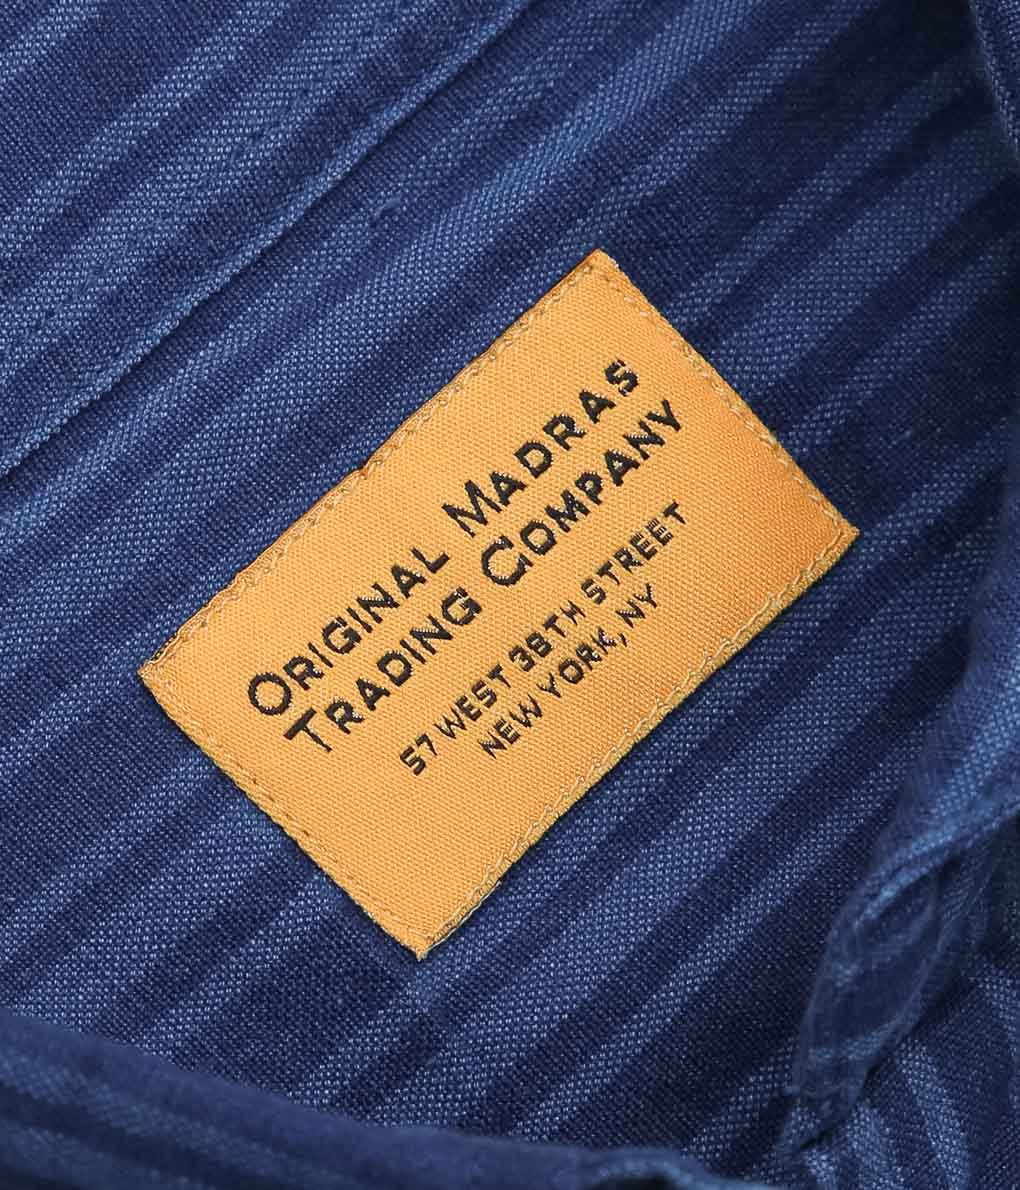 ORIGINAL MADRAS
TRADING COMPANY
57 WEST 38TH STREET
NEW YORK, NY